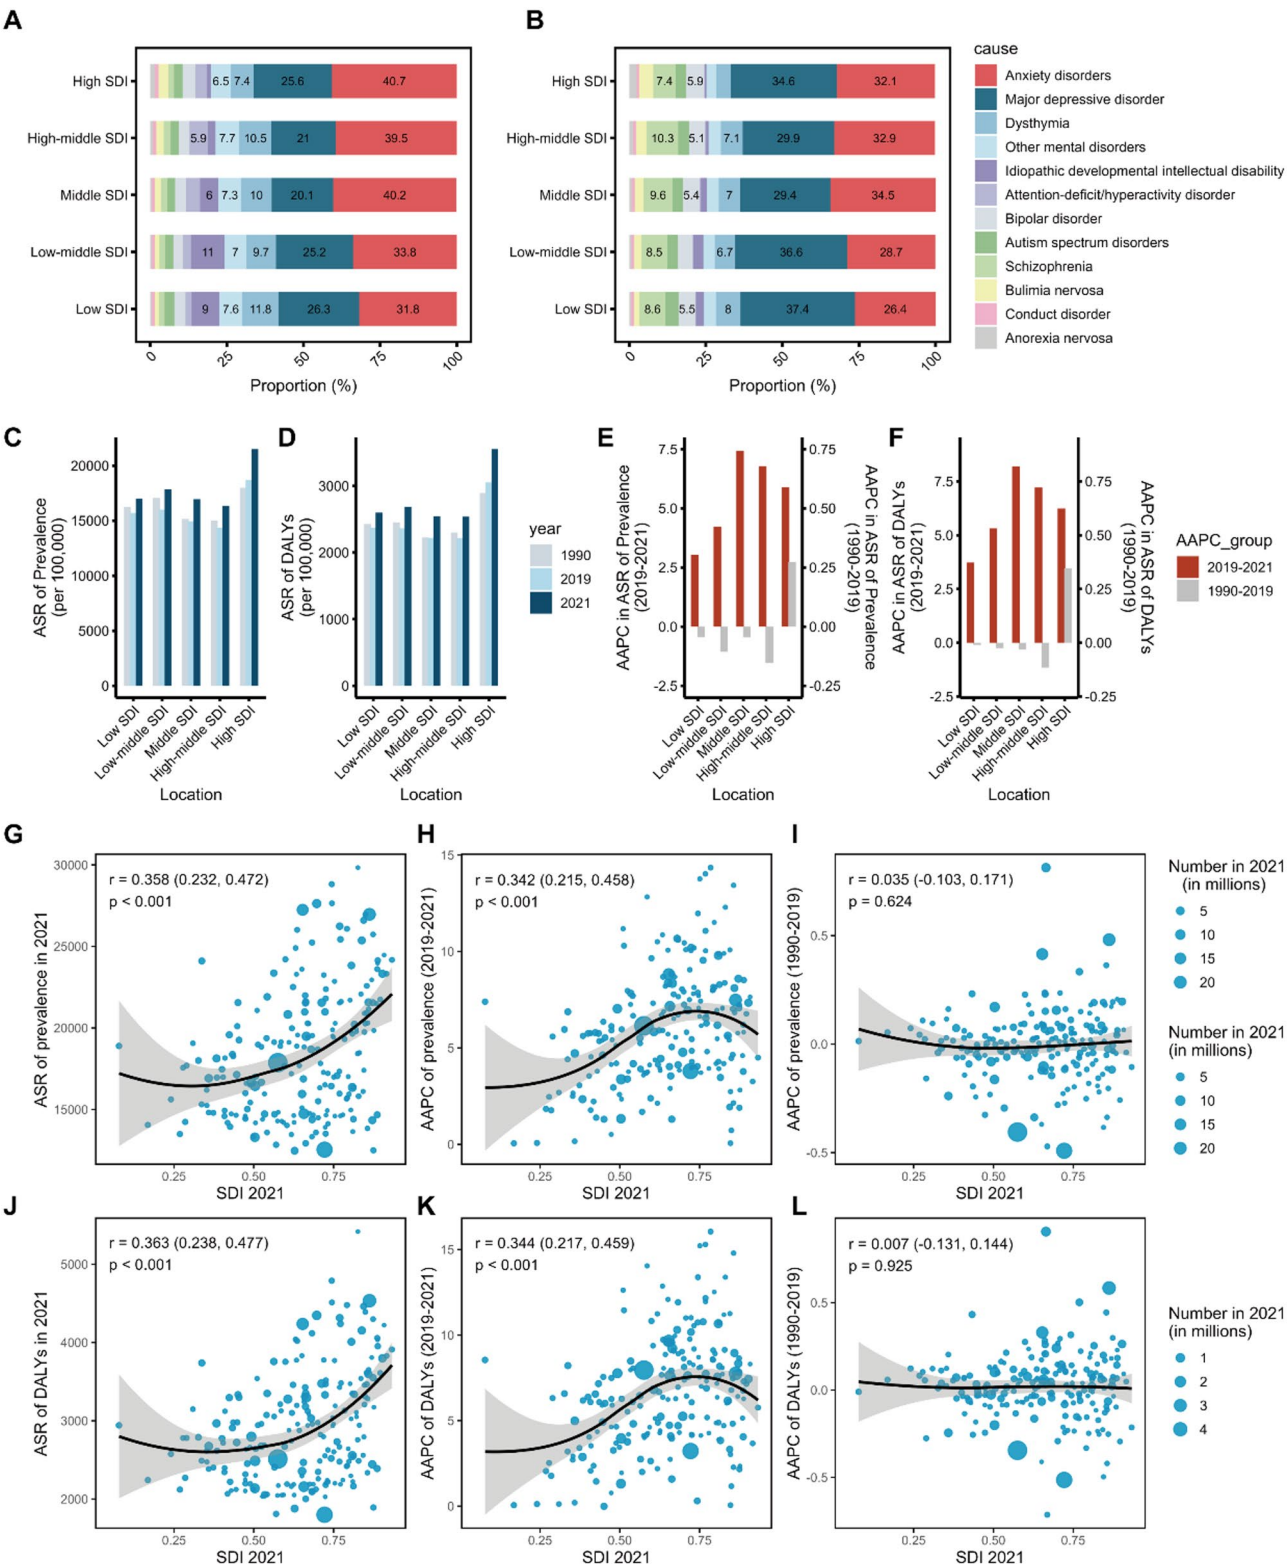 A
High SDI
6.5 7.4 25.6 40.7
High-middle SDI
5.9 7.7 10.5 21 39.5
Middle SDI
6 7.3 10 20.1 40.2
Low-middle SDI
11 7 9.7 25.2 33.8
Low SDI
9 7.6 11.8 26.3 31.8
0 25 50 75 100
Proportion (%)
B
High SDI
7.4 5.9 34.6 32.1
High-middle SDI
10.3 5.1 7.1 29.9 32.9
Middle SDI
9.6 5.4 7 29.4 34.5
Low-middle SDI
8.5 6.7 36.6 28.7
Low SDI
8.6 5.5 8 37.4 26.4
0 25 50 75 100
Proportion (%)
cause
Anxiety disorders
Major depressive disorder
Dysthymia
Other mental disorders
Idiopathic developmental intellectual disability
Attention-deficit/hyperactivity disorder
Bipolar disorder
Autism spectrum disorders
Schizophrenia
Bulimia nervosa
Conduct disorder
Anorexia nervosa
C
ASR of Prevalence
(per 100,000)
20000
15000
10000
5000
0
Low SDI
Low-middle SDI
Middle SDI
High-middle SDI
High SDI
Location
D
ASR of DALYs
(per 100,000)
3000
2000
1000
0
Low SDI
Low-middle SDI
Middle SDI
High-middle SDI
High SDI
Location
year
1990
2019
2021
E
AAPC in ASR of Prevalence
(2019-2021)
7.5
5.0
2.5
0.0
-2.5
0.75
0.50
0.25
0.00
-0.25
AAPC in ASR of Prevalence
(1990-2019)
Low SDI
Low-middle SDI
Middle SDI
High-middle SDI
High SDI
Location
F
AAPC in ASR of DALYs
(2019-2021)
7.5
5.0
2.5
0.0
-2.5
0.75
0.50
0.25
0.00
-0.25
AAPC in ASR of DALYs
(1990-2019)
Low SDI
Low-middle SDI
Middle SDI
High-middle SDI
High SDI
Location
AAPC_group
2019-2021
1990-2019
G
r = 0.358 (0.232, 0.472)
p < 0.001
ASR of prevalence in 2021
30000
25000
20000
15000
0.25 0.50 0.75
SDI 2021
H
r = 0.342 (0.215, 0.458)
p < 0.001
AAPC of prevalence (2019-2021)
15
10
5
0
0.25 0.50 0.75
SDI 2021
I
r = 0.035 (-0.103, 0.171)
p = 0.624
AAPC of prevalence (1990-2019)
0.5
0.0
-0.5
0.25 0.50 0.75
SDI 2021
Number in 2021
(in millions)
5
10
15
20
Number in 2021
(in millions)
5
10
15
20
J
r = 0.363 (0.238, 0.477)
p < 0.001
ASR of DALYs in 2021
5000
4000
3000
2000
0.25 0.50 0.75
SDI 2021
K
r = 0.344 (0.217, 0.459)
p < 0.001
AAPC of DALYs (2019-2021)
15
10
5
0
0.25 0.50 0.75
SDI 2021
L
r = 0.007 (-0.131, 0.144)
p = 0.925
AAPC of DALYs (1990-2019)
0.5
0.0
-0.5
0.25 0.50 0.75
SDI 2021
Number in 2021
(in millions)
1
2
3
4